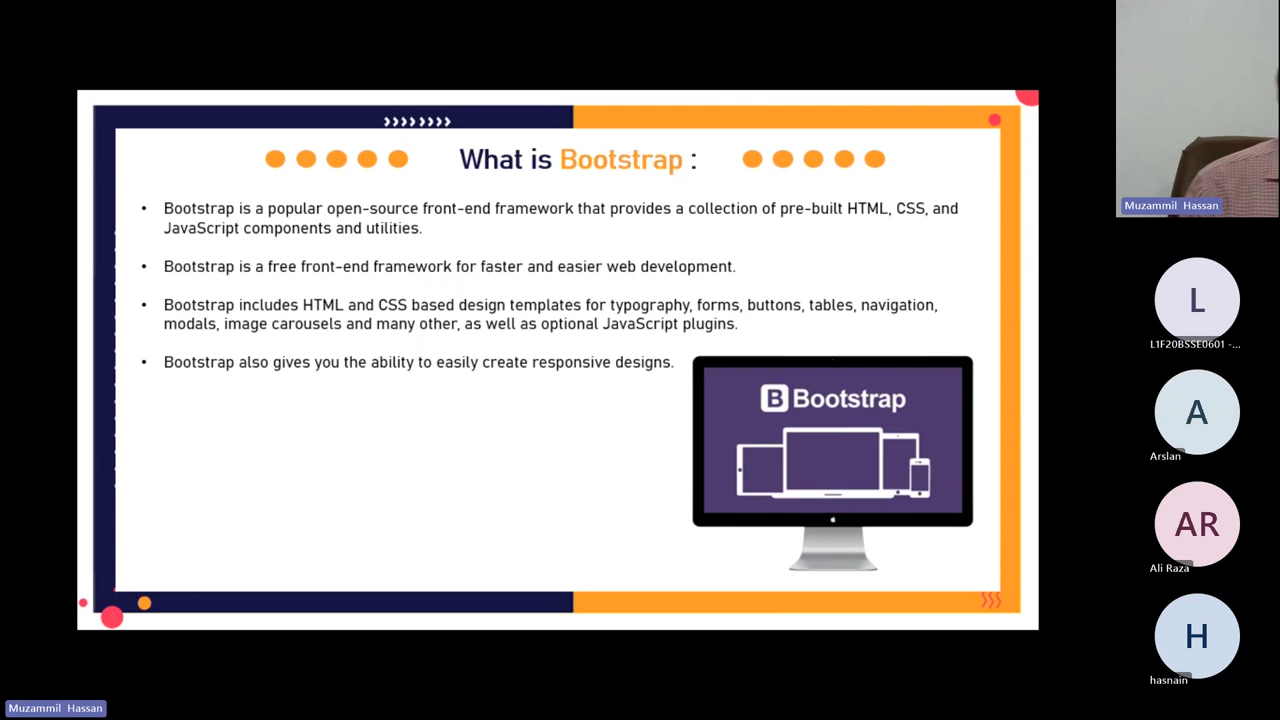 What is Bootstrap :
• Bootstrap is a popular open-source front-end framework that provides a collection of pre-built HTML, CSS, and
JavaScript components and utilities.
• Bootstrap is a free front-end framework for faster and easier web development.
• Bootstrap includes HTML and CSS based design templates for typography, forms, buttons, tables, navigation,
modals, image carousels and many other, as well as optional JavaScript plugins.
• Bootstrap also gives you the ability to easily create responsive designs.
B Bootstrap
Muzammil Hassan
L
L1F20BSSE0601 -...
A
Arslan
AR
Ali Raza
H
hasnain
Muzammil Hassan